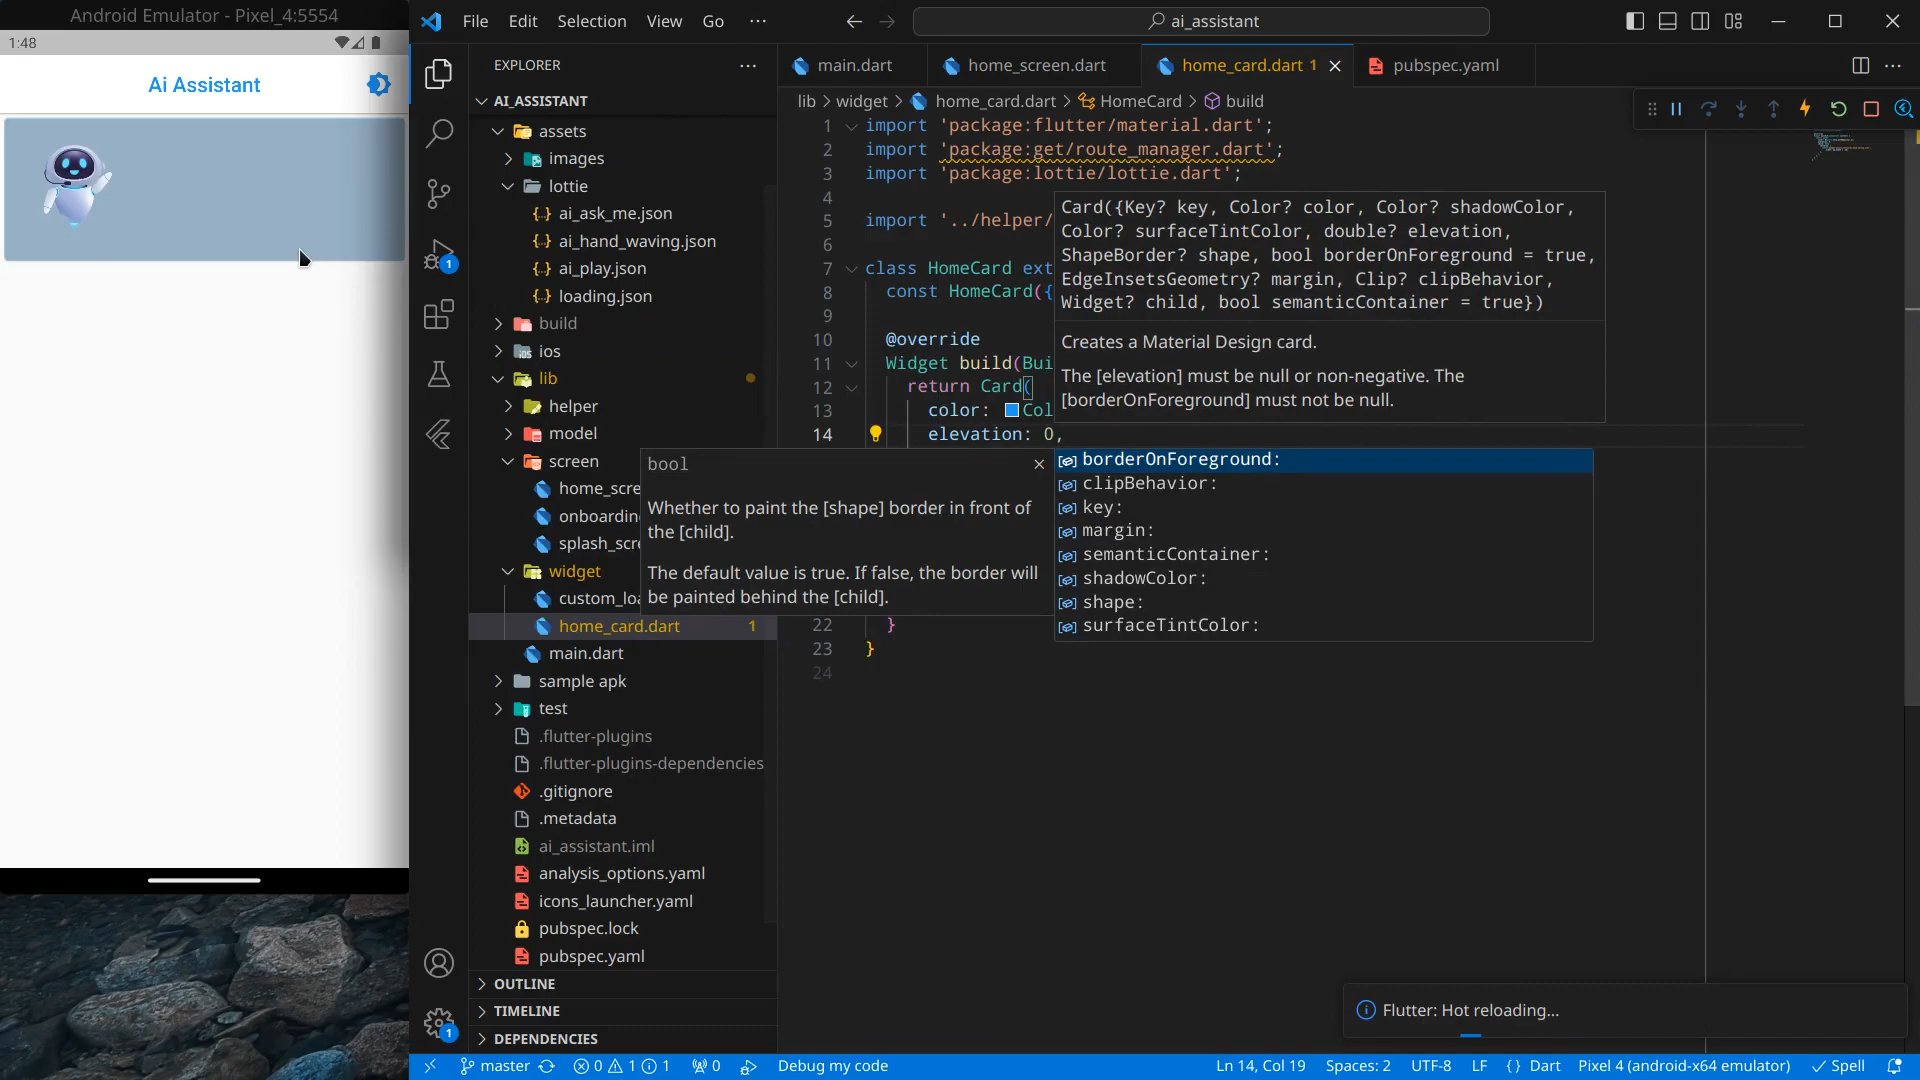 Android Emulator - Pixel_4:5554
1:48
Ai Assistant
File Edit Selection View Go ···
ai_assistant
EXPLORER
AI_ASSISTANT
assets
images
lottie
ai_ask_me.json
ai_hand_waving.json
ai_play.json
loading.json
build
ios
lib
helper
model
screen
home_scre
onboardin
splash_scre
widget
custom_loa
home_card.dart 1
main.dart
sample apk
test
.flutter-plugins
.flutter-plugins-dependencies
.gitignore
.metadata
ai_assistant.iml
analysis_options.yaml
icons_launcher.yaml
pubspec.lock
pubspec.yaml
OUTLINE
TIMELINE
DEPENDENCIES
1
1
main.dart
home_screen.dart
home_card.dart 1
pubspec.yaml
lib > widget > home_card.dart > HomeCard > build
1 import 'package:flutter/material.dart';
2 import 'package:get/route_manager.dart';
3 import 'package:lottie/lottie.dart';
4
5 import '../helper/
6
7 class HomeCard ext
8 const HomeCard({
9
10 @override
11 Widget build(Bui
12 return Card(
13 color: Col
14 elevation: 0,
22 }
23 }
24
Card({Key? key, Color? color, Color? shadowColor,
Color? surfaceTintColor, double? elevation,
ShapeBorder? shape, bool borderOnForeground = true,
EdgeInsetsGeometry? margin, Clip? clipBehavior,
Widget? child, bool semanticContainer = true})
Creates a Material Design card.
The [elevation] must be null or non-negative. The
[borderOnForeground] must not be null.
bool
Whether to paint the [shape] border in front of
the [child].
The default value is true. If false, the border will
be painted behind the [child].
borderOnForeground:
clipBehavior:
key:
margin:
semanticContainer:
shadowColor:
shape:
surfaceTintColor:
Flutter: Hot reloading...
master 0 1 1 0 Debug my code Ln 14, Col 19 Spaces: 2 UTF-8 LF {} Dart Pixel 4 (android-x64 emulator) Spell